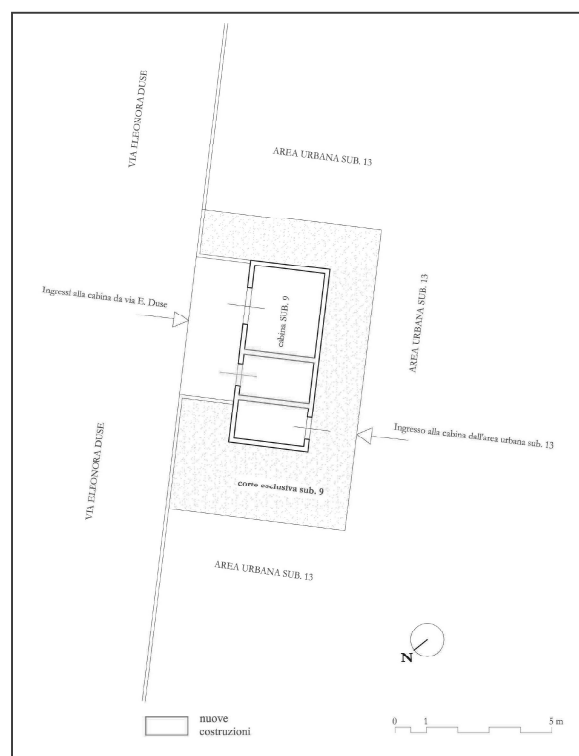 VIA ELEONORA DUSE
AREA URBANA SUB. 13
AREA URBANA SUB. 13
Ingressi alla cabina da via E. Duse
cabina SUB. 9
Ingresso alla cabina dall'area urbana sub. 13
VIA ELEONORA DUSE
corte esclusiva sub. 9
AREA URBANA SUB. 13
N
nuove
costruzioni
0 1 5 m